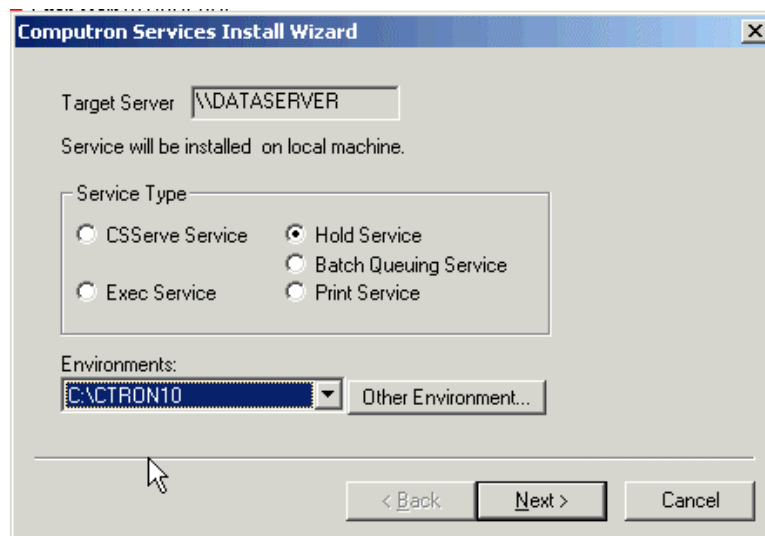 Computron Services Install Wizard
Target Server \\DATASERVER
Service will be installed on local machine.
Service Type
CSServe Service
Hold Service
Batch Queuing Service
Exec Service
Print Service
Environments:
C:\CTRON10
Other Environment...
< Back
Next >
Cancel